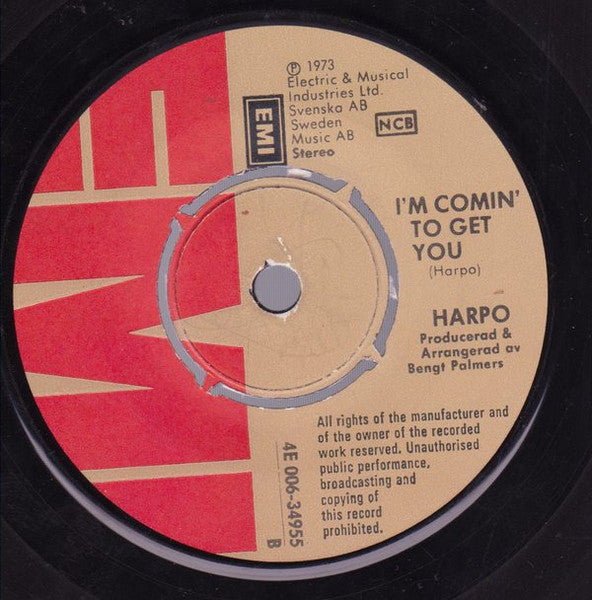 ℗ 1973
Electric & Musical
Industries Ltd.
Svenska AB
Sweden
Music AB
Stereo
EMI
NCB
I'M COMIN'
TO GET
YOU
(Harpo)
HARPO
Producerad &
Arrangerad av
Bengt Palmers
All rights of the manufacturer and
of the owner of the recorded
work reserved. Unauthorised
public performance,
broadcasting and
copying of
this record
prohibited.
4E 006-34955
B
EMI